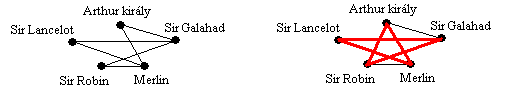 Arthur király
Sir Lancelot
Sir Galahad
Sir Robin
Merlin
Arthur király
Sir Lancelot
Sir Galahad
Sir Robin
Merlin